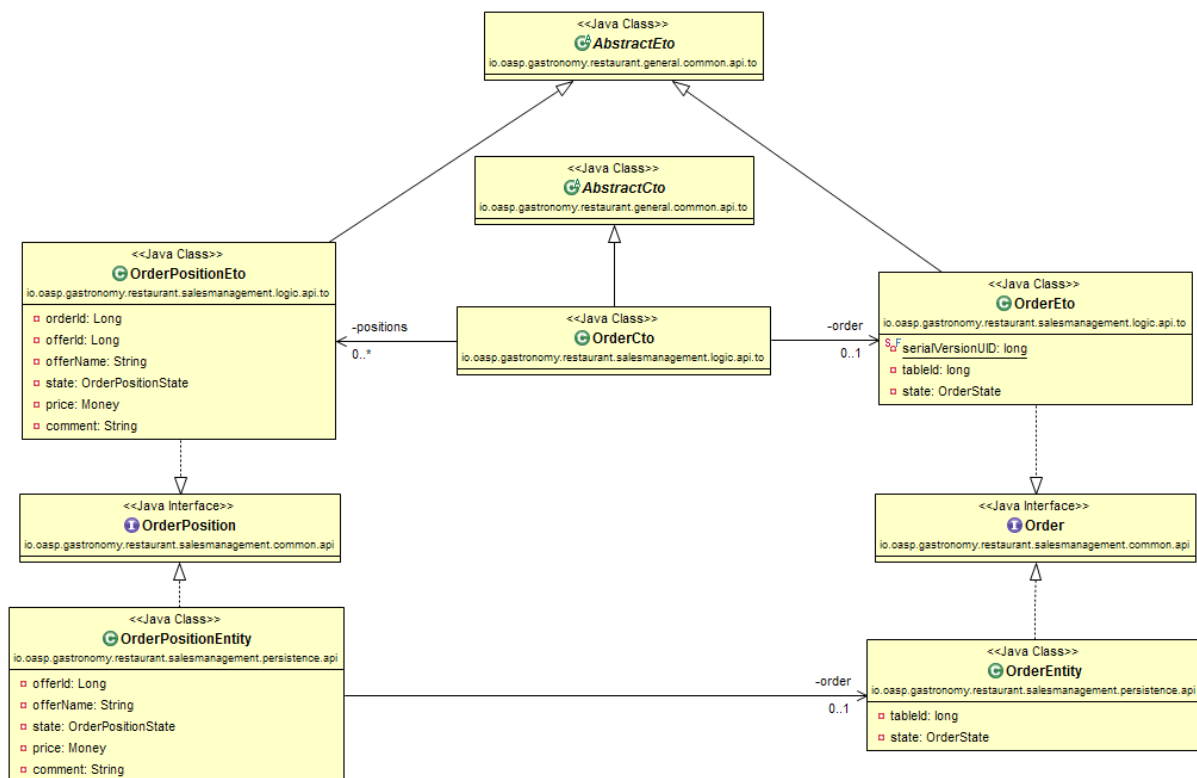 <<Java Class>>
AbstractEto
io.oasp.gastronomy.restaurant.general.common.api.to
<<Java Class>>
AbstractCto
io.oasp.gastronomy.restaurant.general.common.api.to
<<Java Class>>
OrderPositionEto
io.oasp.gastronomy.restaurant.salesmanagement.logic.api.to
orderId: Long
offerId: Long
offerName: String
state: OrderPositionState
price: Money
comment: String
-positions
0..*
<<Java Class>>
OrderCto
io.oasp.gastronomy.restaurant.salesmanagement.logic.api.to
-order
0..1
<<Java Class>>
OrderEto
io.oasp.gastronomy.restaurant.salesmanagement.logic.api.to
serialVersionUID: long
tableId: long
state: OrderState
<<Java Interface>>
OrderPosition
io.oasp.gastronomy.restaurant.salesmanagement.common.api
<<Java Interface>>
Order
io.oasp.gastronomy.restaurant.salesmanagement.common.api
<<Java Class>>
OrderPositionEntity
io.oasp.gastronomy.restaurant.salesmanagement.persistence.api
offerId: Long
offerName: String
state: OrderPositionState
price: Money
comment: String
-order
0..1
<<Java Class>>
OrderEntity
io.oasp.gastronomy.restaurant.salesmanagement.persistence.api
tableId: long
state: OrderState